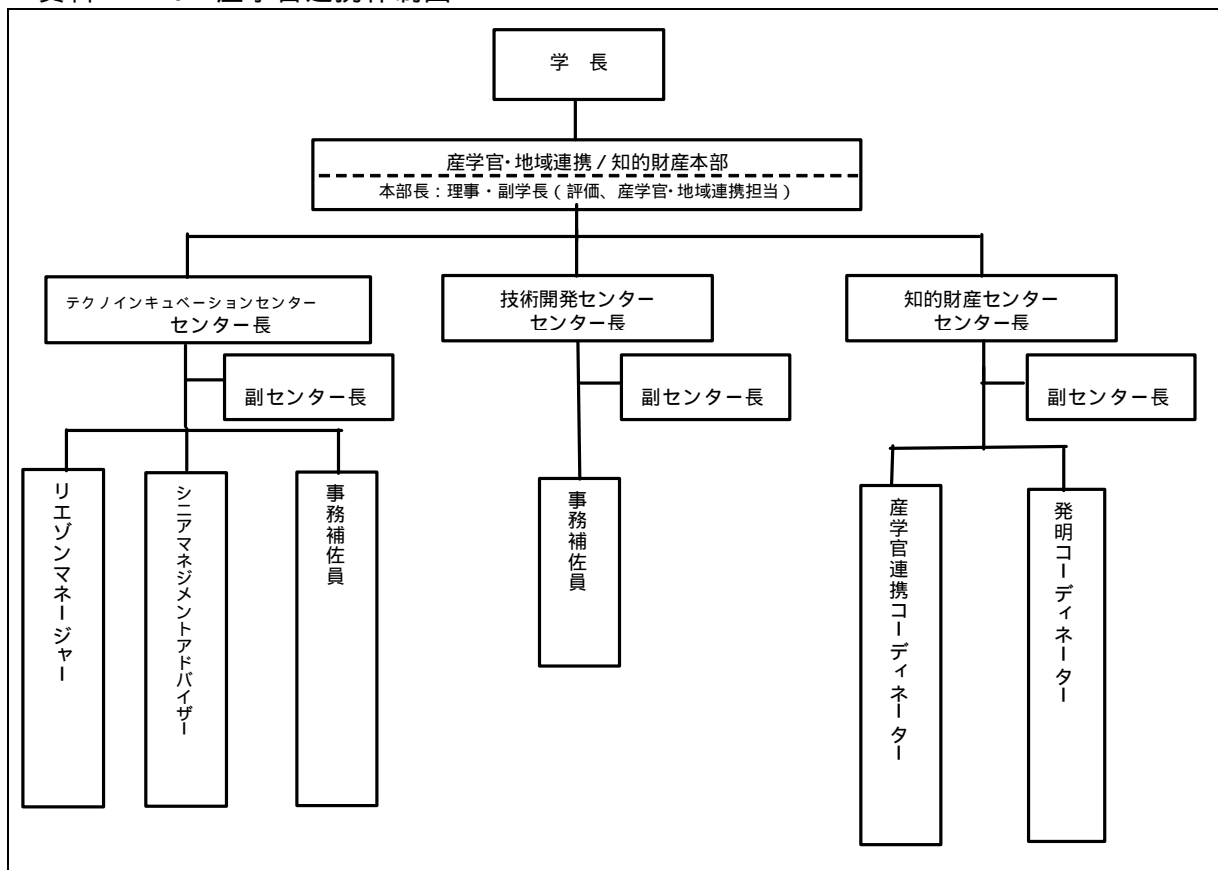 学 長
産学官・地域連携/知的財産本部
本部長:理事・副学長(評価、産学官・地域連携担当)
テクノインキュベーションセンター
センター長
技術開発センター
センター長
知的財産センター
センター長
副センター長
副センター長
副センター長
リエゾンマネージャー
シニアマネジメントアドバイザー
事務補佐員
事務補佐員
産学官連携コーディネーター
発明コーディネーター